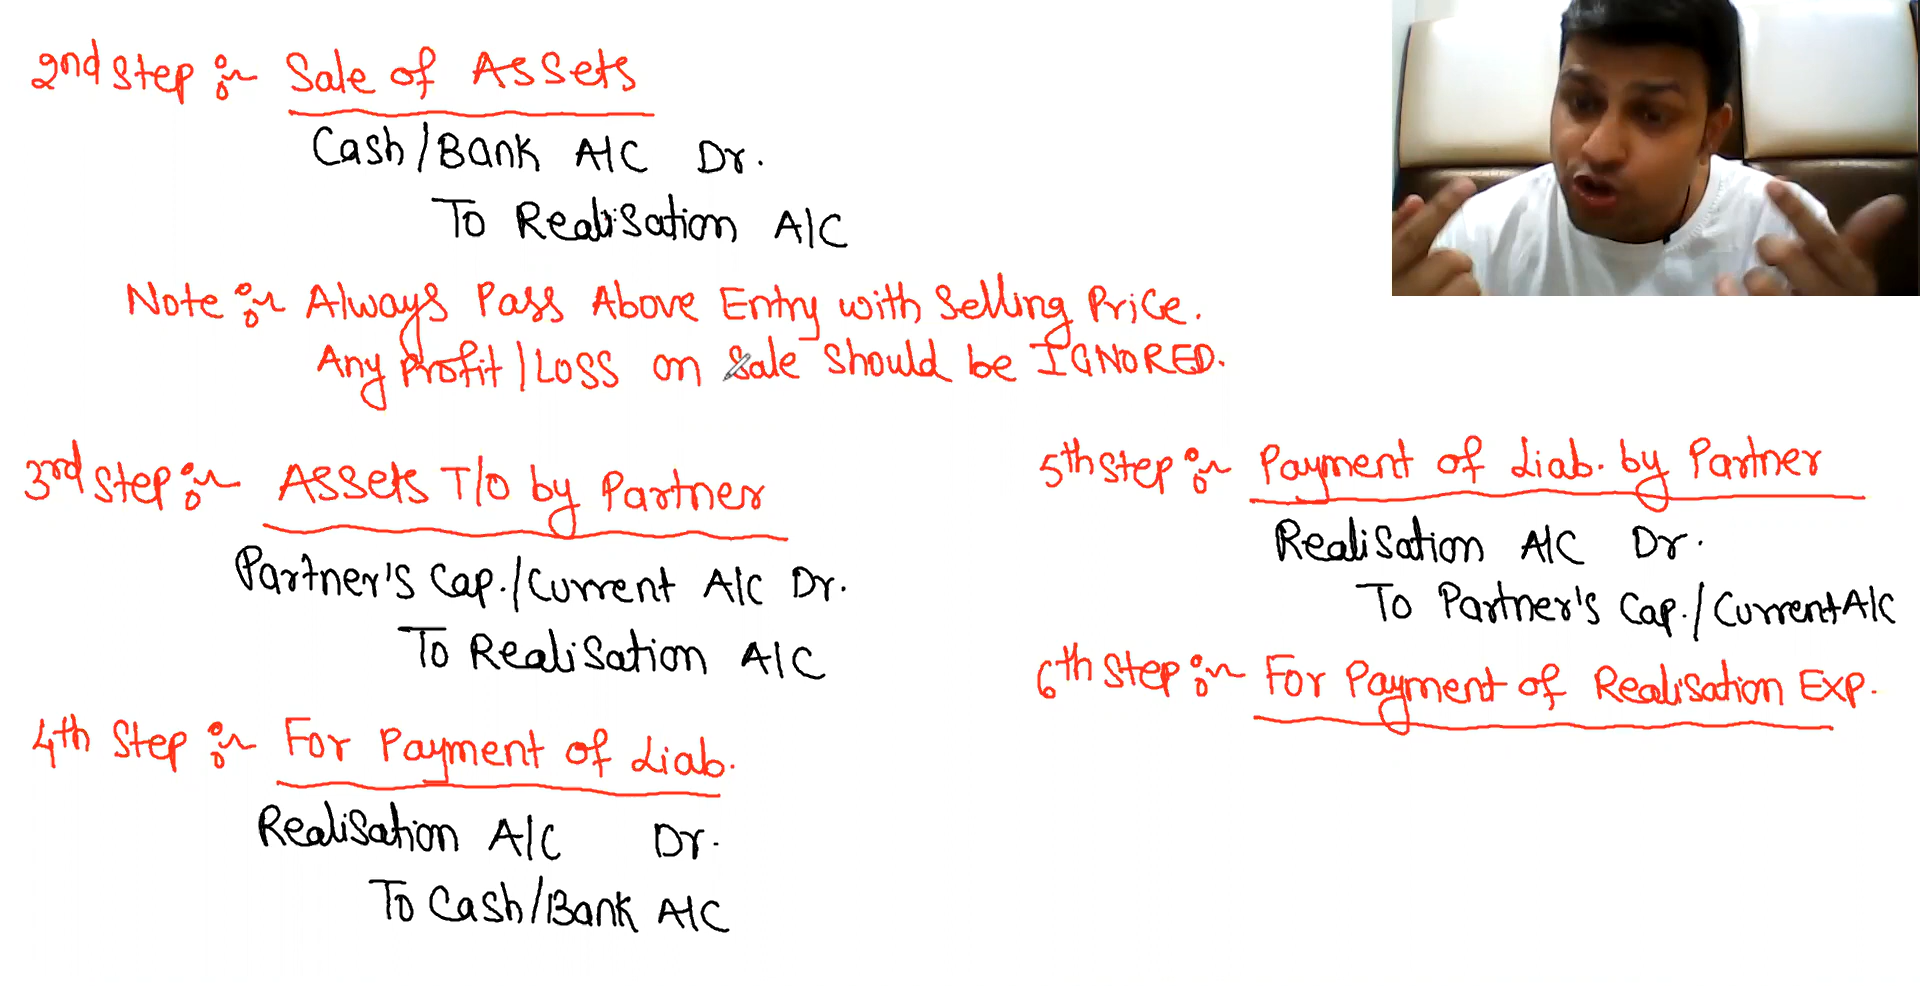 2nd Step :- Sale of Assets
Cash/Bank A/C Dr.
To Realisation A/C
Note :- Always Pass Above Entry with Selling Price.
Any Profit/Loss on Sale Should be IGNORED.
3rd Step :- Assets T/O by Partner
Partner's Cap./Current A/C Dr.
To Realisation A/C
4th Step :- For Payment of Liab.
Realisation A/C Dr.
To Cash/Bank A/C
5th Step :- Payment of Liab. by Partner
Realisation A/C Dr.
To Partner's Cap./Current A/C
6th Step :- For Payment of Realisation Exp.